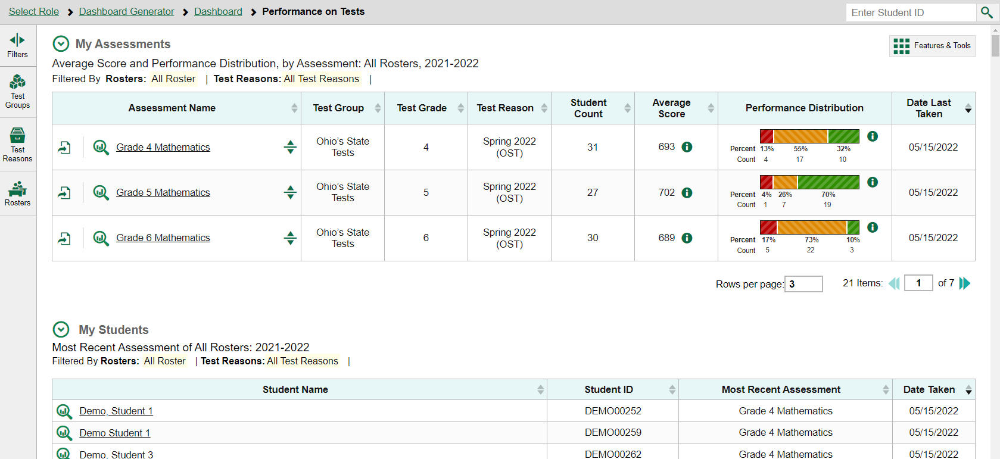 Select Role > Dashboard Generator > Dashboard > Performance on Tests
Enter Student ID
Filters
Test
Groups
Test
Reasons
Rosters
My Assessments
Features & Tools
Average Score and Performance Distribution, by Assessment: All Rosters, 2021-2022
Filtered By Rosters: All Roster | Test Reasons: All Test Reasons |
Assessment Name Test Group Test Grade Test Reason Student Count Average Score Performance Distribution Date Last Taken
Grade 4 Mathematics Ohio’s State Tests 4 Spring 2022 (OST) 31 693 05/15/2022
Percent 13% 55% 32%
Count 4 17 10
Grade 5 Mathematics Ohio’s State Tests 5 Spring 2022 (OST) 27 702 05/15/2022
Percent 4% 26% 70%
Count 1 7 19
Grade 6 Mathematics Ohio’s State Tests 6 Spring 2022 (OST) 30 689 05/15/2022
Percent 17% 73% 10%
Count 5 22 3
Rows per page: 3 21 Items: 1 of 7
My Students
Most Recent Assessment of All Rosters: 2021-2022
Filtered By Rosters: All Roster | Test Reasons: All Test Reasons |
Student Name Student ID Most Recent Assessment Date Taken
Demo, Student 1 DEMO00252 Grade 4 Mathematics 05/15/2022
Demo Student 1 DEMO00259 Grade 4 Mathematics 05/15/2022
Demo, Student 3 DEMO00262 Grade 4 Mathematics 05/15/2022